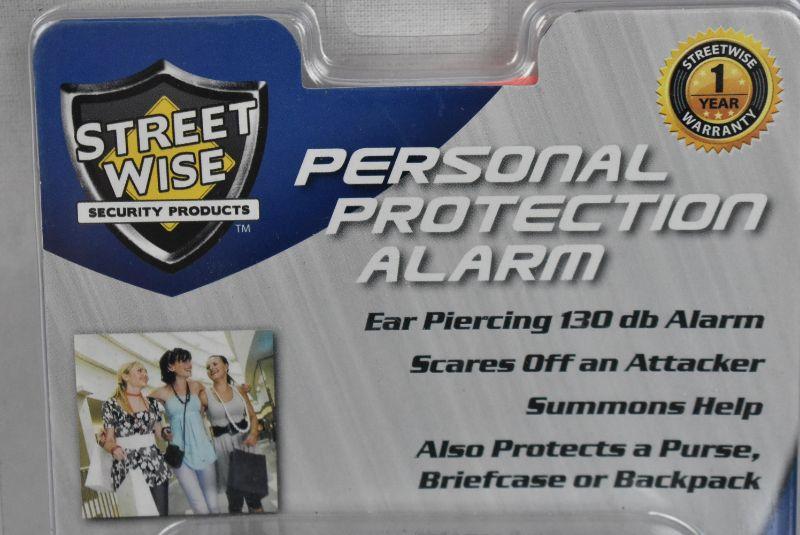 STREET
WISE
SECURITY PRODUCTS
TM
STREETWISE
1
YEAR
WARRANTY
PERSONAL
PROTECTION
ALARM
Ear Piercing 130 db Alarm
Scares Off an Attacker
Summons Help
Also Protects a Purse,
Briefcase or Backpack